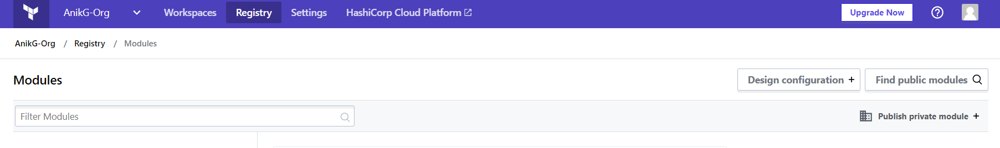 AnikG-Org Workspaces Registry Settings HashiCorp Cloud Platform Upgrade Now
AnikG-Org / Registry / Modules
Modules Design configuration + Find public modules
Filter Modules Publish private module +